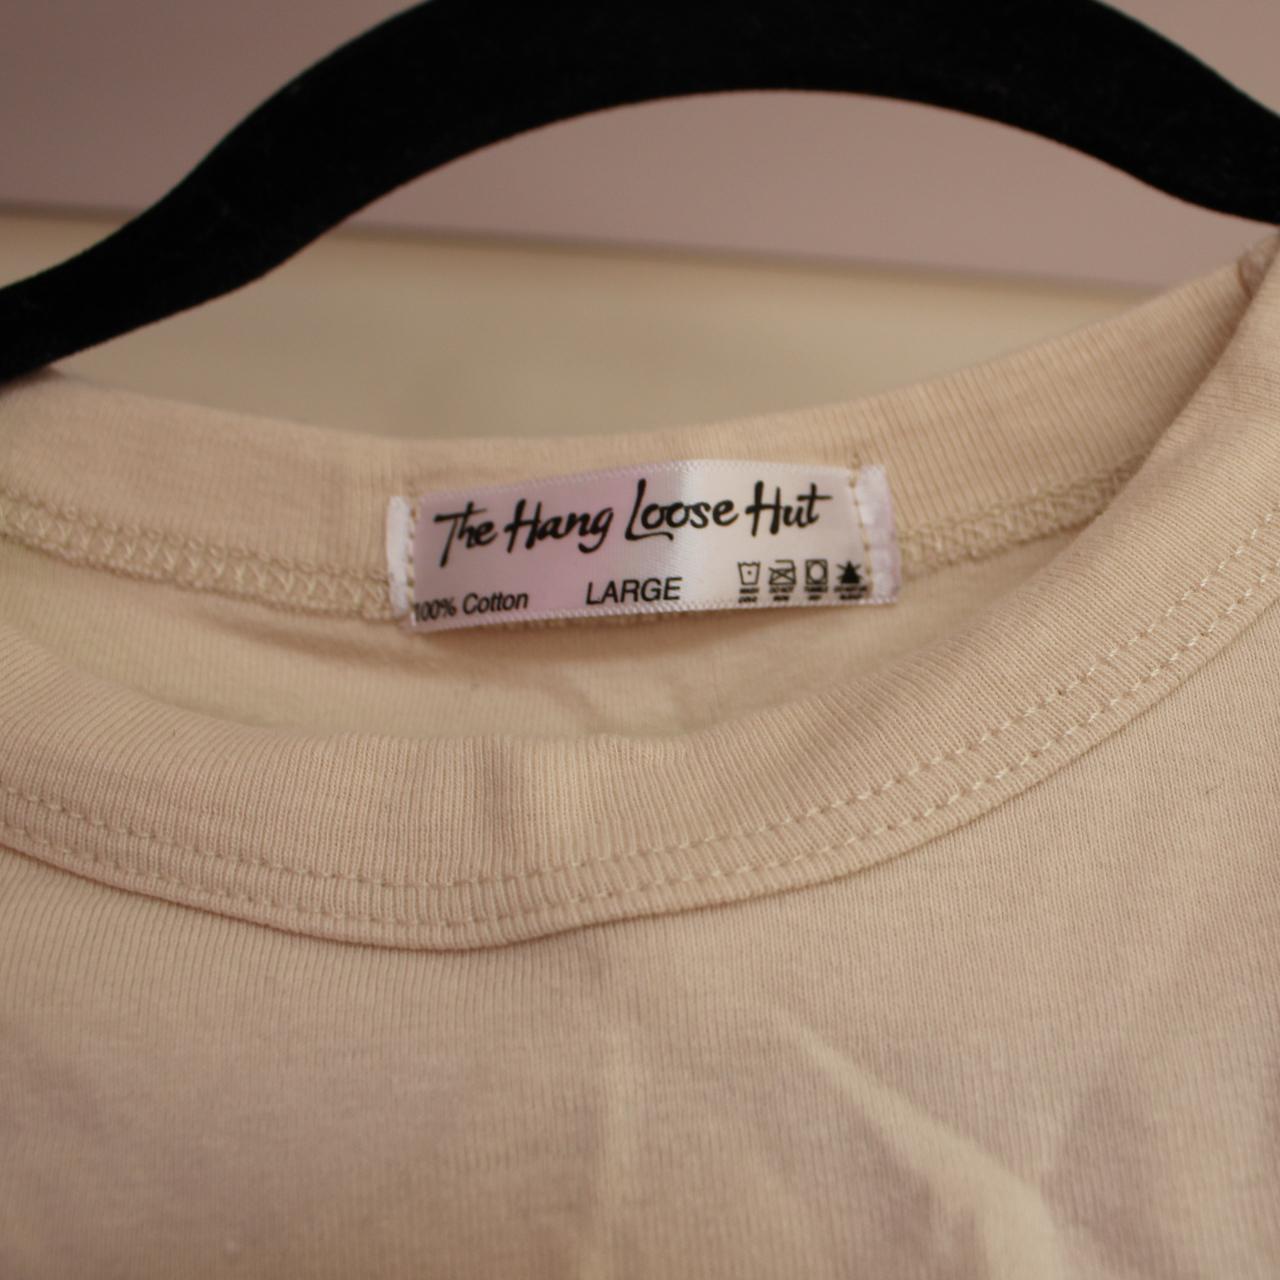 The Hang Loose Hut
100% Cotton LARGE